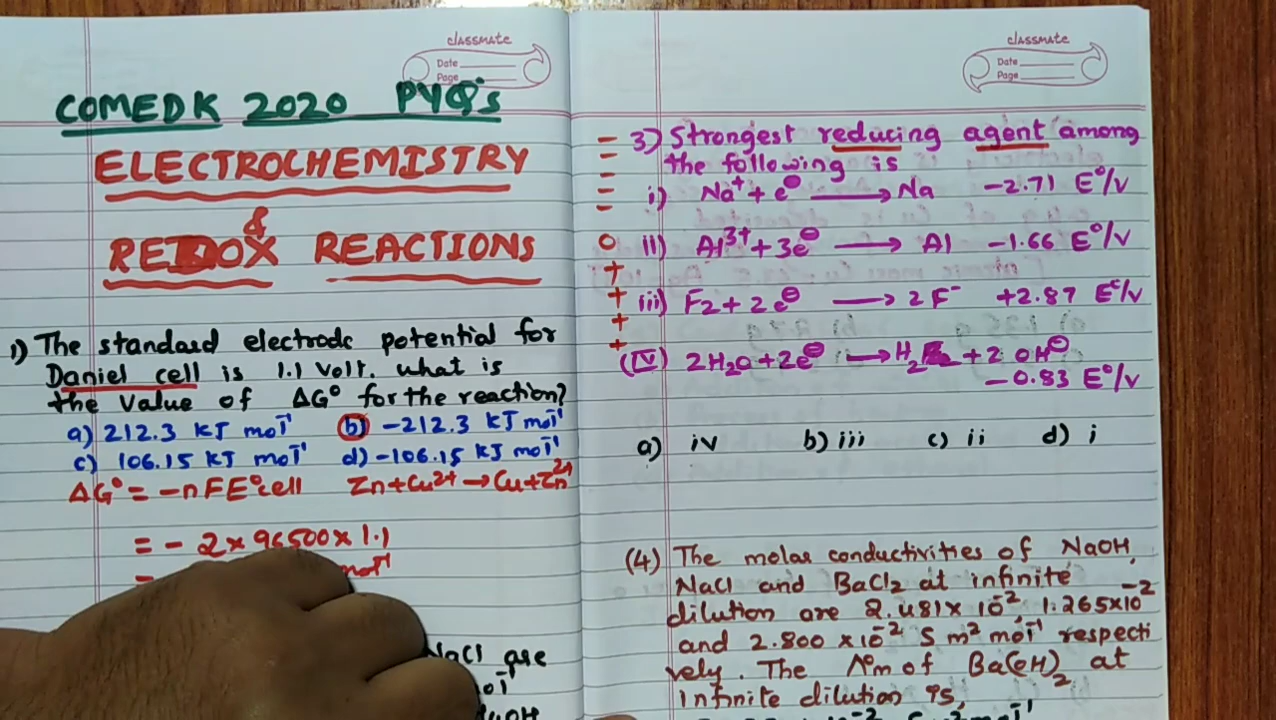 classmate
Date
Page
COMEDK 2020 PYQ's
ELECTROCHEMISTRY
&
REDOX REACTIONS
1) The standard electrode potential for
Daniel cell is 1.1 Volt. what is
the value of ΔG° for the reaction?
a) 212.3 KJ mol⁻¹ b) -212.3 KJ mol⁻¹
c) 106.15 KJ mol⁻¹ d) -106.15 KJ mol⁻¹
ΔG° = -nFE°cell Zn+Cu²⁺→Cu+Zn²⁺
= - 2×96500×1.1
= mol⁻¹
NaCl are
classmate
Date
Page
3) Strongest reducing agent among
the following is
i) Na⁺+e⊖ → Na -2.71 E°/V
ii) Al³⁺+3e⊖ → Al -1.66 E°/V
iii) F2+2e⊖ → 2F⁻ +2.87 E°/V
(iv) 2H2O+2e⊖ → H₂ + 2OH⊖
-0.83 E°/V
a) iv b) iii c) ii d) i
(4) The molar conductivities of NaOH,
NaCl and BaCl2 at infinite
dilution are 2.481×10⁻², 1.265×10⁻²
and 2.800×10⁻² S m² mol⁻¹ respecti
vely. The Λ°m of Ba(OH)₂ at
infinite dilution is,